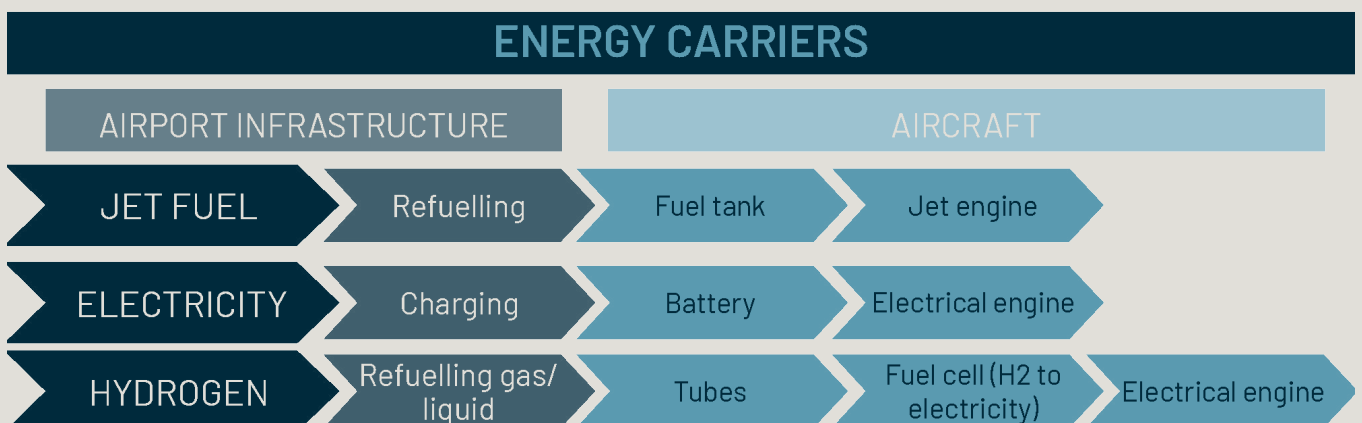 ENERGY CARRIERS
AIRPORT INFRASTRUCTURE
AIRCRAFT
JET FUEL
Refuelling
Fuel tank
Jet engine
ELECTRICITY
Charging
Battery
Electrical engine
HYDROGEN
Refuelling gas/
liquid
Tubes
Fuel cell (H2 to
electricity)
Electrical engine